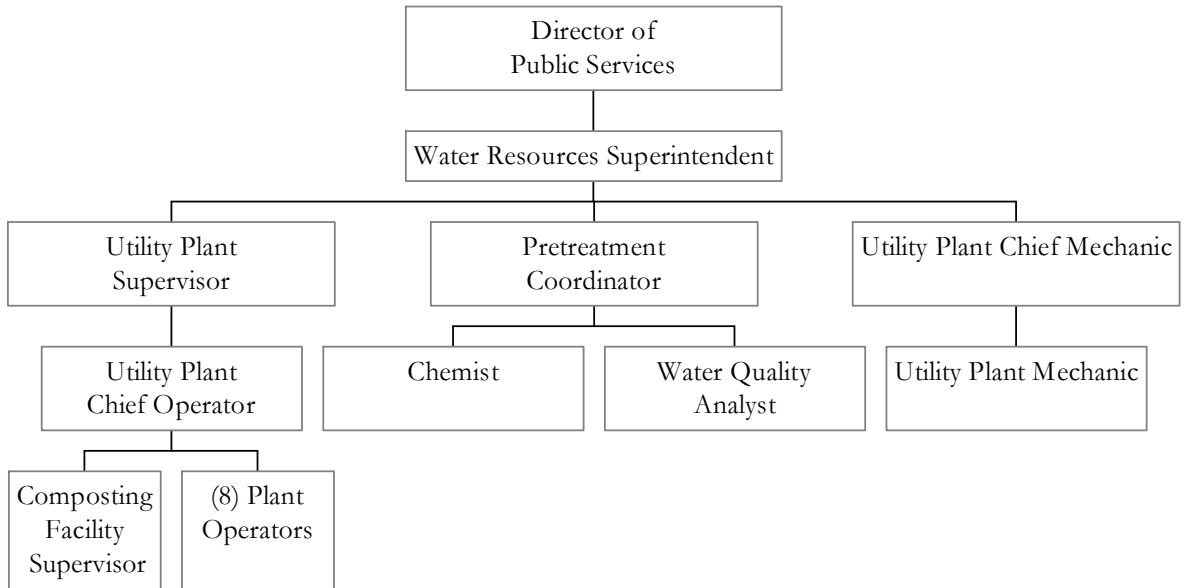 Director of
Public Services
Water Resources Superintendent
Utility Plant
Supervisor
Pretreatment
Coordinator
Utility Plant Chief Mechanic
Utility Plant
Chief Operator
Chemist
Water Quality
Analyst
Utility Plant Mechanic
Composting
Facility
Supervisor
(8) Plant
Operators